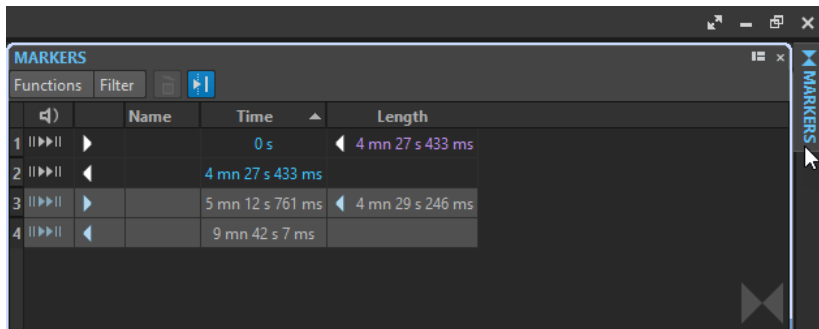 MARKERS
Functions Filter
Name Time Length
1 0 s 4 mn 27 s 433 ms
2 4 mn 27 s 433 ms
3 5 mn 12 s 761 ms 4 mn 29 s 246 ms
4 9 mn 42 s 7 ms
MARKERS